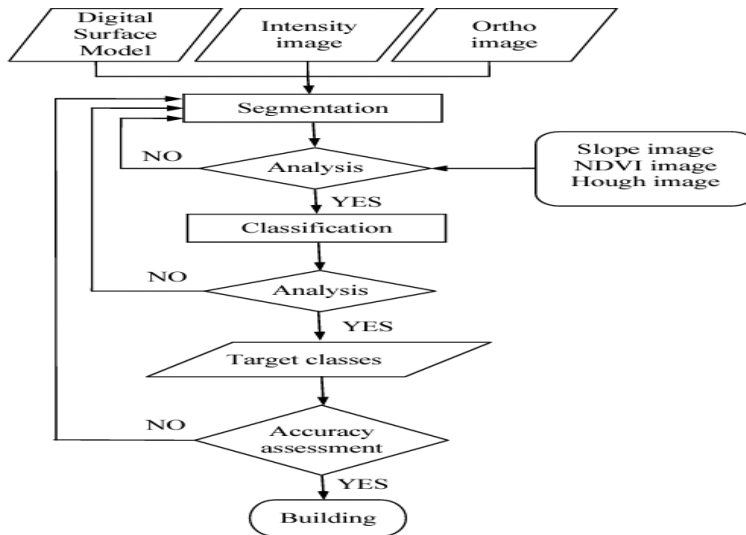 Digital
Surface
Model
Intensity
image
Ortho
image
Segmentation
NO
Analysis
Slope image
NDVI image
Hough image
YES
Classification
NO
Analysis
YES
Target classes
NO
Accuracy
assessment
YES
Building